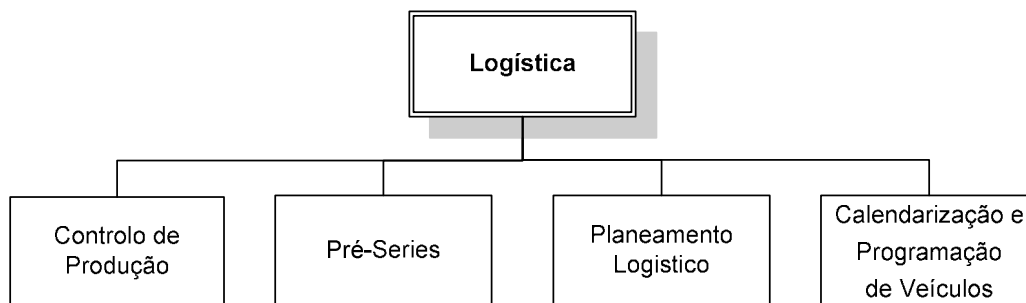 Logística
Controlo de
Produção
Pré-Series
Planeamento
Logistico
Calendarização e
Programação
de Veículos